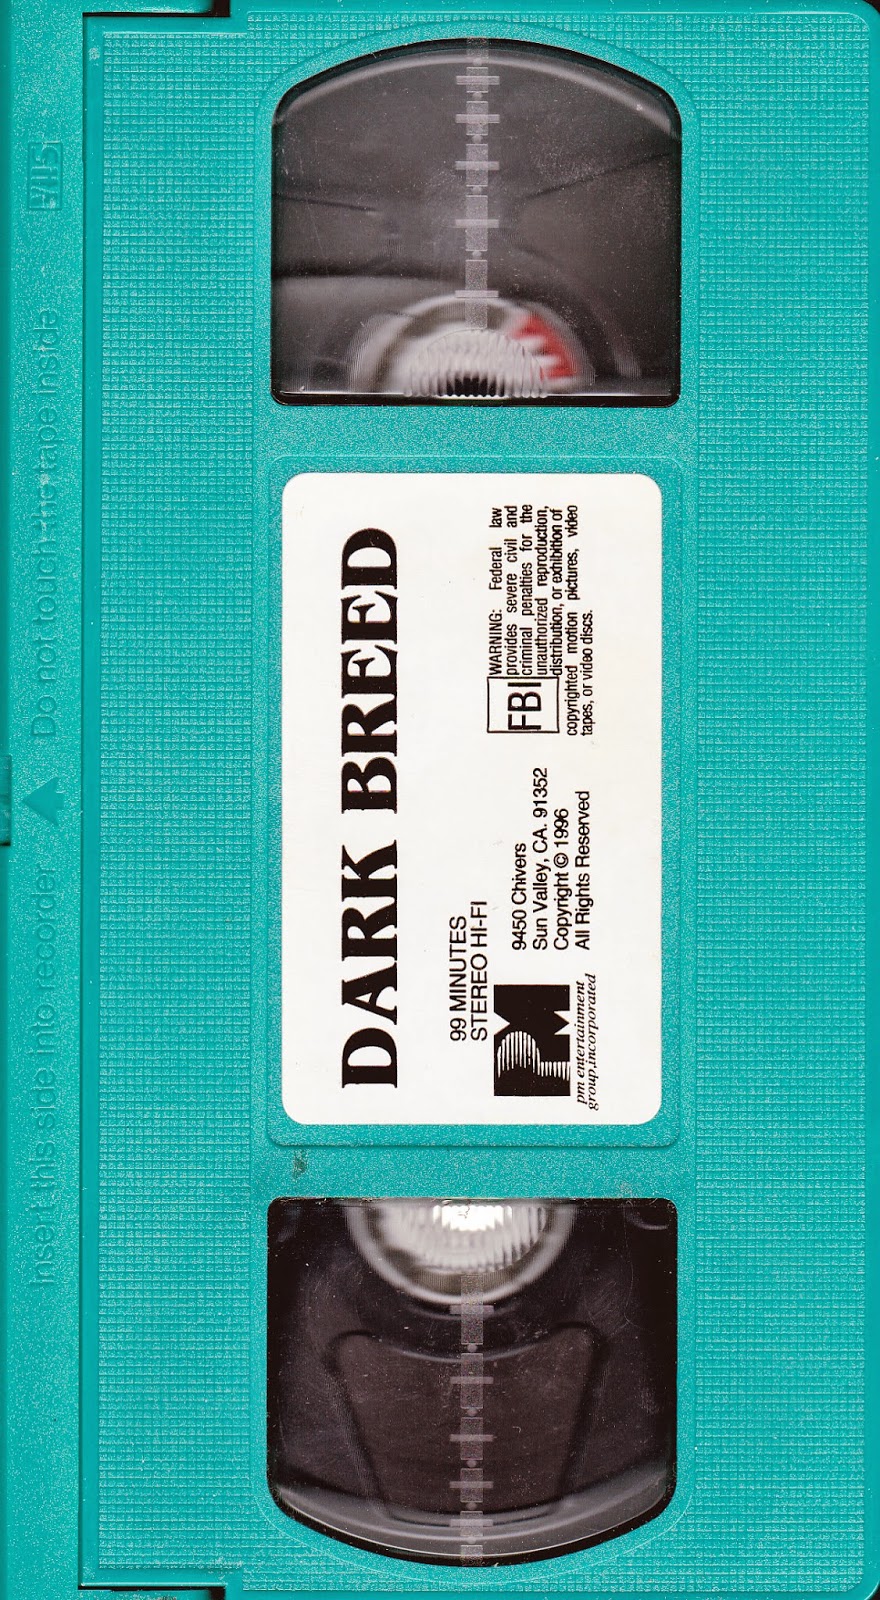 VHS
Insert this side into recorder ▲ Do not touch the tape inside
DARK BREED
99 MINUTES
STEREO HI-FI
PM
pm entertainment
group, incorporated
9450 Chivers
Sun Valley, CA. 91352
Copyright © 1996
All Rights Reserved
FBI
WARNING: Federal law
provides severe civil and
criminal penalties for the
unauthorized reproduction,
distribution, or exhibition of
copyrighted motion pictures, video
tapes, or video discs.